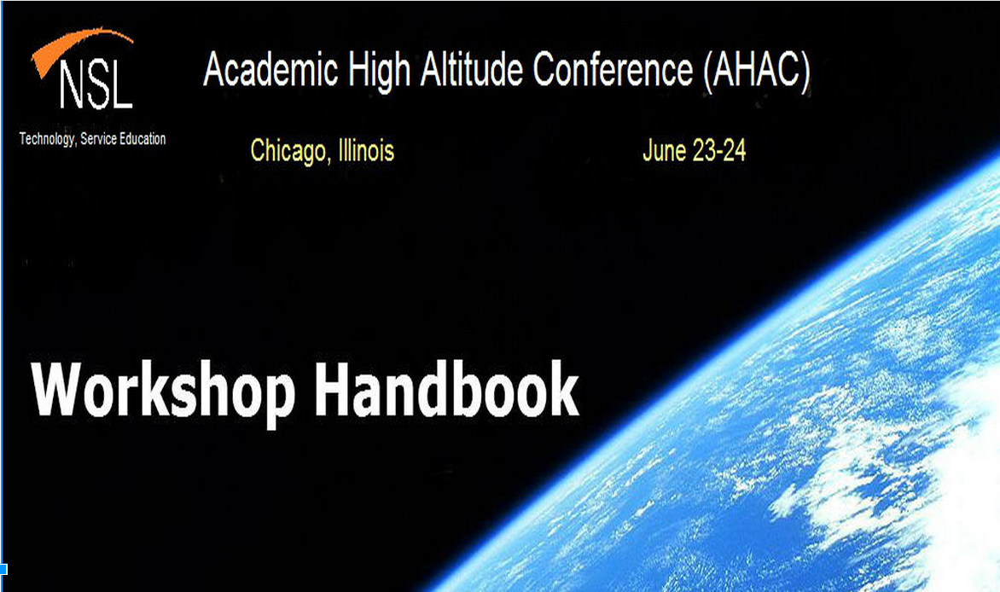 NSL
Academic High Altitude Conference (AHAC)
Technology, Service Education
Chicago, Illinois June 23-24
Workshop Handbook